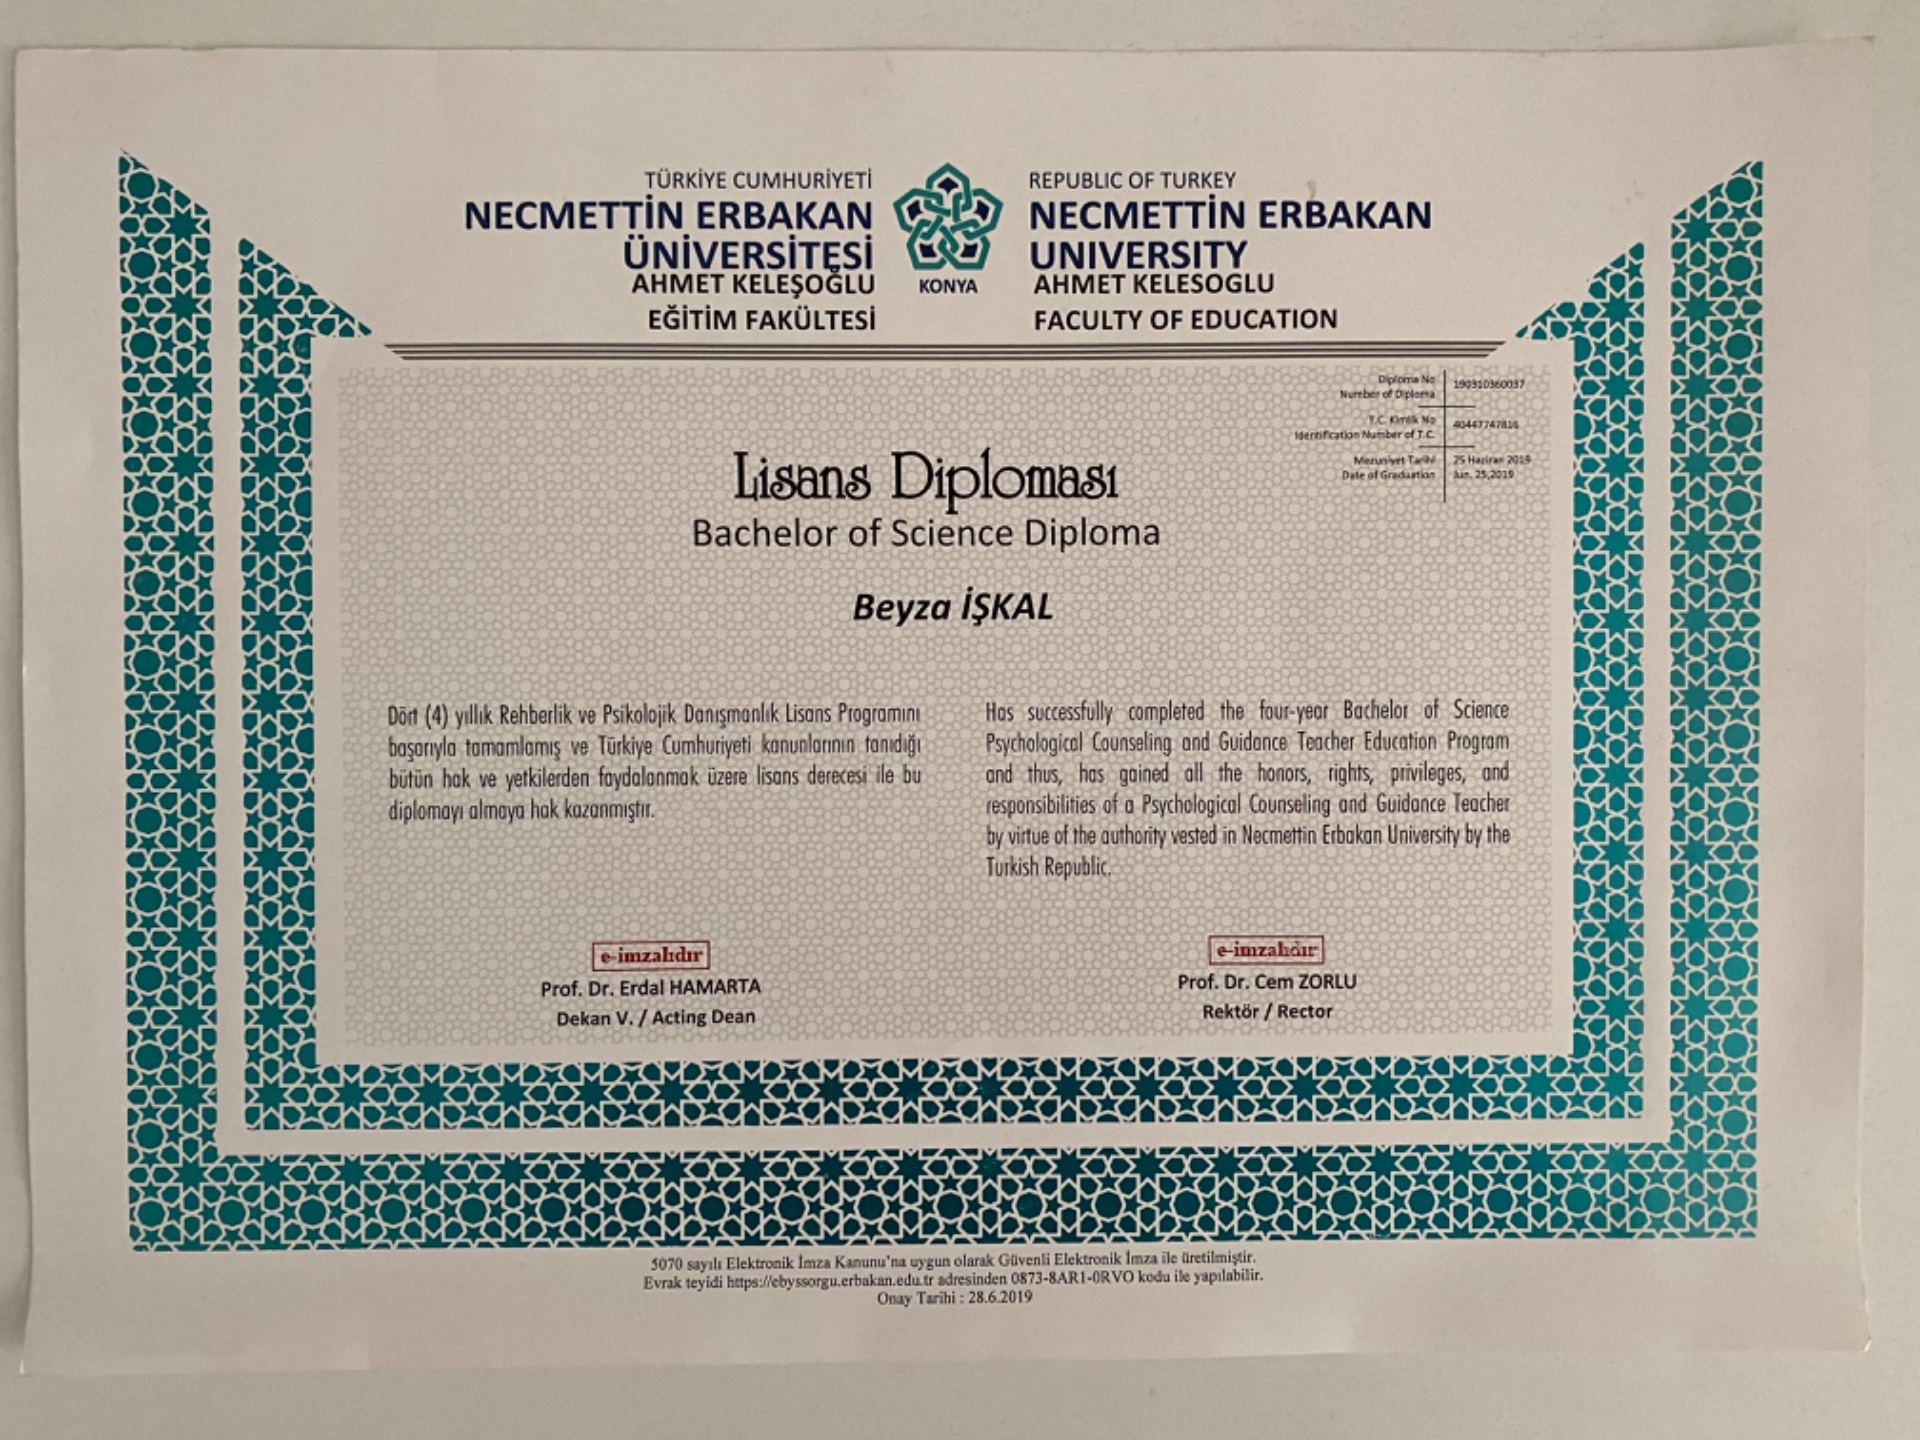 TÜRKİYE CUMHURİYETİ
NECMETTİN ERBAKAN
ÜNİVERSİTESİ
AHMET KELEŞOĞLU
EĞİTİM FAKÜLTESİ
KONYA
REPUBLIC OF TURKEY
NECMETTİN ERBAKAN
UNIVERSITY
AHMET KELESOGLU
FACULTY OF EDUCATION
Diploma No
Number of Diploma
190310360037
T.C. Kimlik No
Identification Number of T.C.
40447747816
Mezuniyet Tarihi
Date of Graduation
25 Haziran 2019
Jun. 25,2019
Lisans Diploması
Bachelor of Science Diploma
Beyza İŞKAL
Dört (4) yıllık Rehberlik ve Psikolojik Danışmanlık Lisans Programını
başarıyla tamamlamış ve Türkiye Cumhuriyeti kanunlarının tanıdığı
bütün hak ve yetkilerden faydalanmak üzere lisans derecesi ile bu
diplomayı almaya hak kazanmıştır.
Has successfully completed the four-year Bachelor of Science
Psychological Counseling and Guidance Teacher Education Program
and thus, has gained all the honors, rights, privileges, and
responsibilities of a Psychological Counseling and Guidance Teacher
by virtue of the authority vested in Necmettin Erbakan University by the
Turkish Republic.
e-imzalıdır
Prof. Dr. Erdal HAMARTA
Dekan V. / Acting Dean
e-imzalıdır
Prof. Dr. Cem ZORLU
Rektör / Rector
5070 sayılı Elektronik İmza Kanunu'na uygun olarak Güvenli Elektronik İmza ile üretilmiştir.
Evrak teyidi https://ebyssorgu.erbakan.edu.tr adresinden 0873-8AR1-0RVO kodu ile yapılabilir.
Onay Tarihi : 28.6.2019